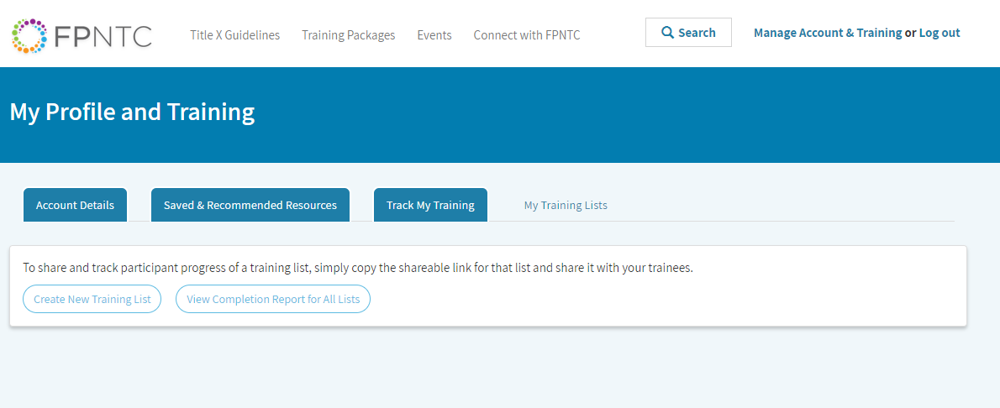 FPNTC
Title X Guidelines Training Packages Events Connect with FPNTC Search Manage Account & Training or Log out
My Profile and Training
Account Details Saved & Recommended Resources Track My Training My Training Lists
To share and track participant progress of a training list, simply copy the shareable link for that list and share it with your trainees.
Create New Training List View Completion Report for All Lists